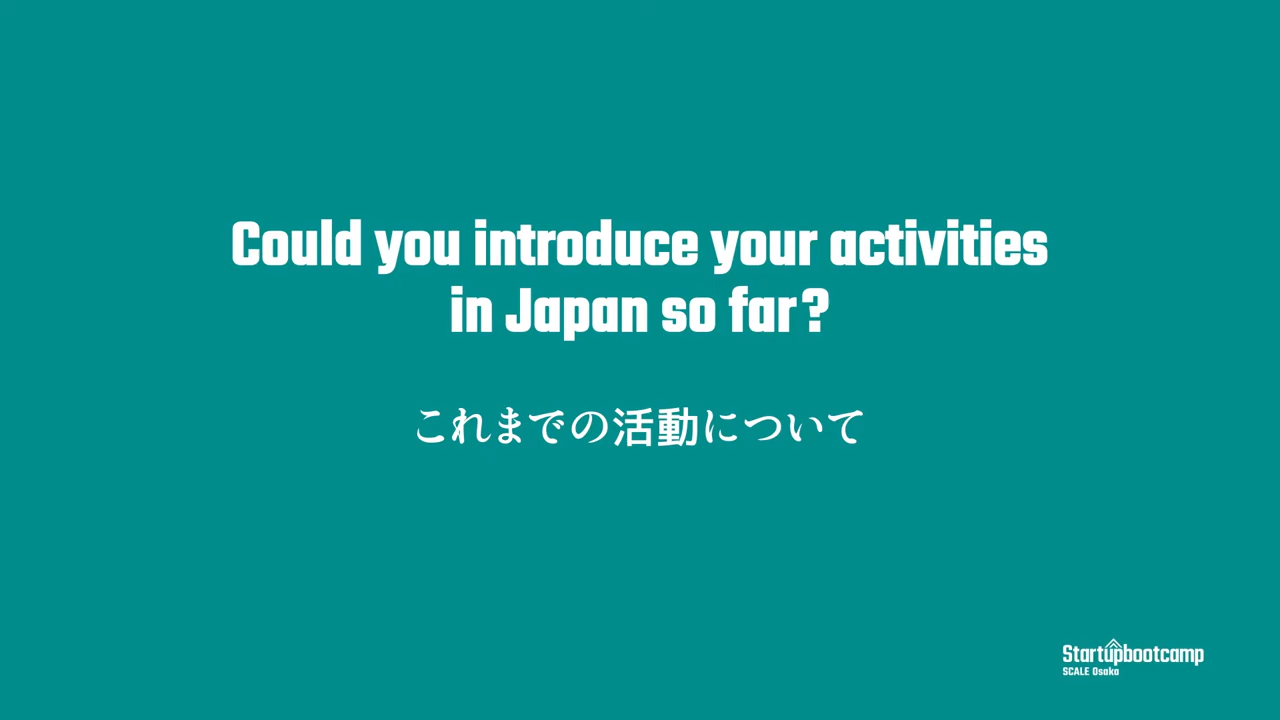 Could you introduce your activities
in Japan so far?
これまでの活動について
Startupbootcamp
SCALE Osaka